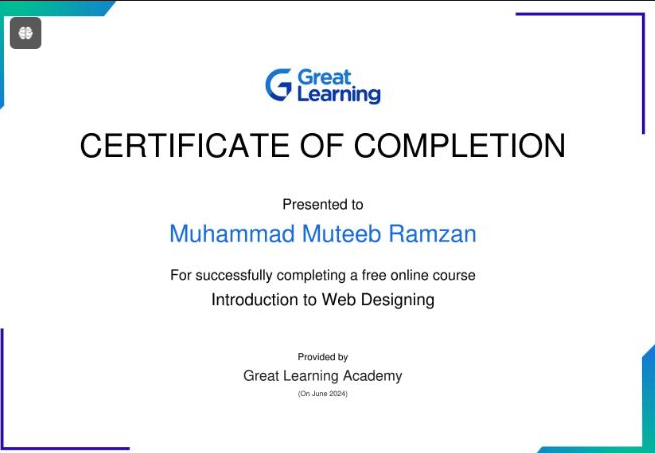 Great
Learning
CERTIFICATE OF COMPLETION
Presented to
Muhammad Muteeb Ramzan
For successfully completing a free online course
Introduction to Web Designing
Provided by
Great Learning Academy
(On June 2024)